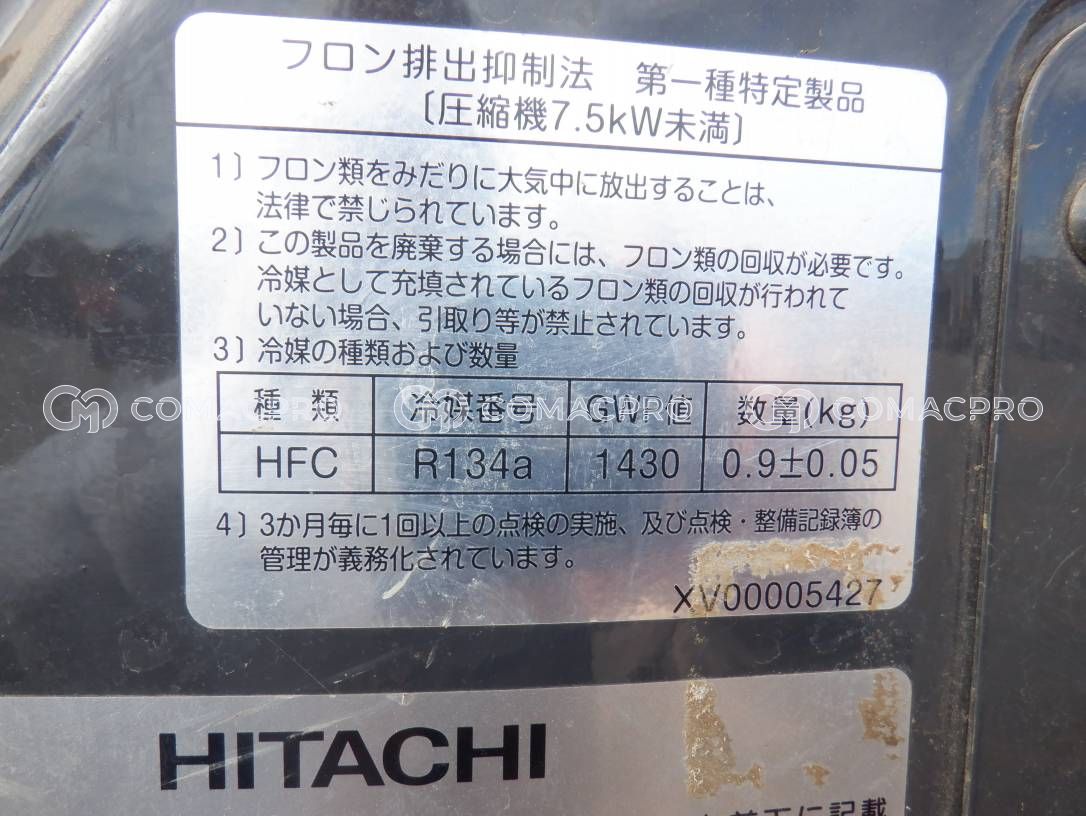 フロン排出抑制法 第一種特定製品
〔圧縮機7.5kW未満〕
1〕フロン類をみだりに大気中に放出することは、
法律で禁じられています。
2〕この製品を廃棄する場合には、フロン類の回収が必要です。
冷媒として充填されているフロン類の回収が行われて
いない場合、引取り等が禁止されています。
3〕冷媒の種類および数量
種類 冷媒番号 GWP値 数量(kg)
COMACPRO COMACPRO COMACPRO
HFC R134a 1430 0.9±0.05
4〕3か月毎に1回以上の点検の実施、及び点検・整備記録簿の
管理が義務化されています。
XV00005427
HITACHI
に記載